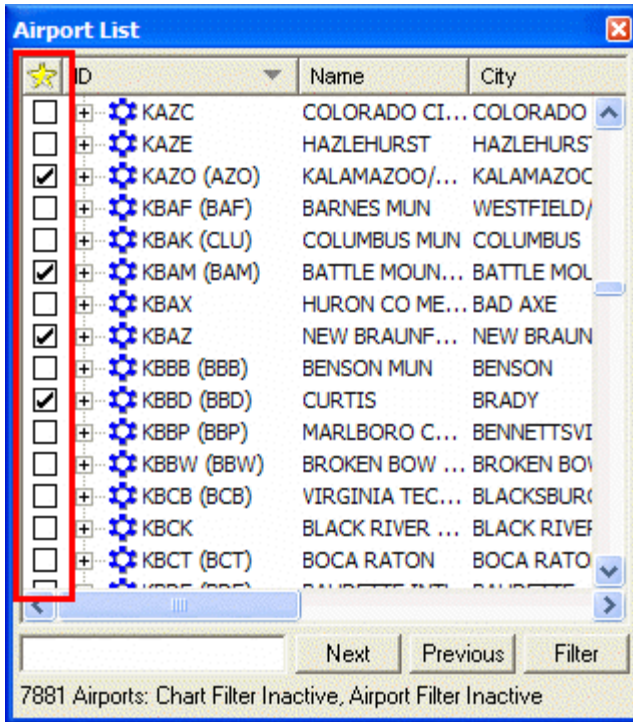 Airport List
ID Name City
KAZC COLORADO CI... COLORADO
KAZE HAZLEHURST HAZLEHURS
KAZO (AZO) KALAMAZOO/... KALAMAZOO
KBAF (BAF) BARNES MUN WESTFIELD/
KBAK (CLU) COLUMBUS MUN COLUMBUS
KBAM (BAM) BATTLE MOUN... BATTLE MOU
KBAX HURON CO ME... BAD AXE
KBAZ NEW BRAUNF... NEW BRAUN
KBBB (BBB) BENSON MUN BENSON
KBBD (BBD) CURTIS BRADY
KBBP (BBP) MARLBORO C... BENNETTSVI
KBBW (BBW) BROKEN BOW ... BROKEN BOW
KBCB (BCB) VIRGINIA TEC... BLACKSBURG
KBCK BLACK RIVER ... BLACK RIVER
KBCT (BCT) BOCA RATON BOCA RATO
Next Previous Filter
7881 Airports: Chart Filter Inactive, Airport Filter Inactive